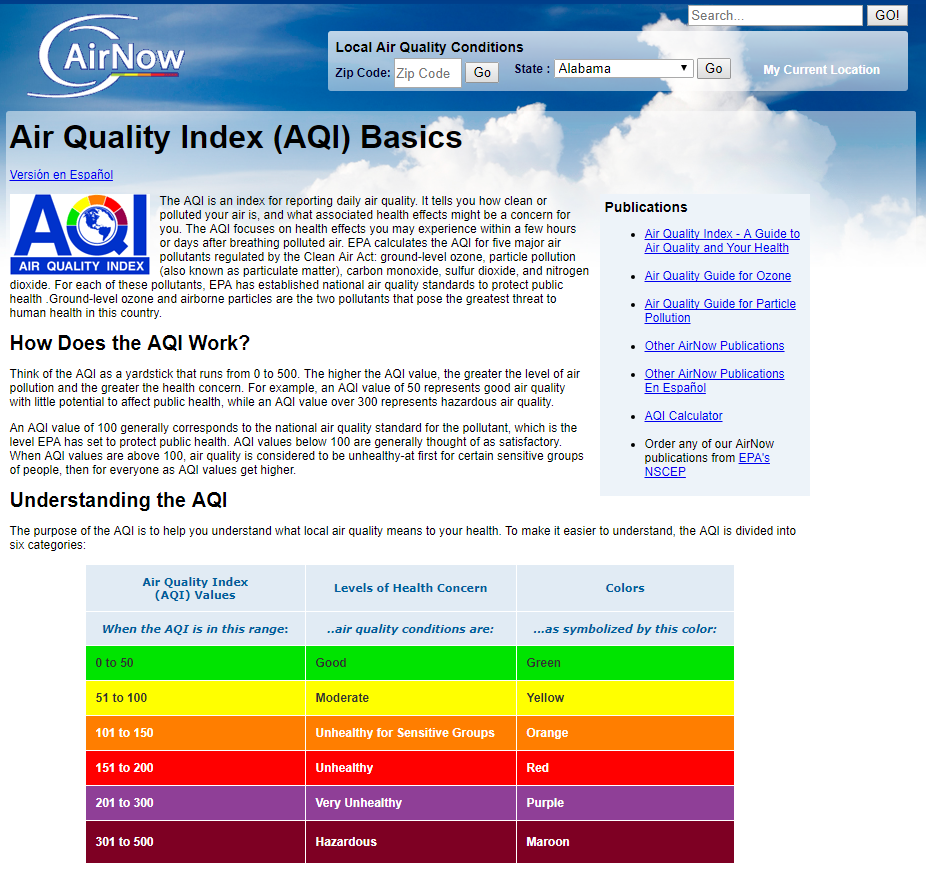 Search...
GO!
AirNow
Local Air Quality Conditions
Zip Code: Zip Code Go State : Alabama Go My Current Location
Air Quality Index (AQI) Basics
Versión en Español
AQI
AIR QUALITY INDEX
The AQI is an index for reporting daily air quality. It tells you how clean or
polluted your air is, and what associated health effects might be a concern for
you. The AQI focuses on health effects you may experience within a few hours
or days after breathing polluted air. EPA calculates the AQI for five major air
pollutants regulated by the Clean Air Act: ground-level ozone, particle pollution
(also known as particulate matter), carbon monoxide, sulfur dioxide, and nitrogen
dioxide. For each of these pollutants, EPA has established national air quality standards to protect public
health .Ground-level ozone and airborne particles are the two pollutants that pose the greatest threat to
human health in this country.
How Does the AQI Work?
Think of the AQI as a yardstick that runs from 0 to 500. The higher the AQI value, the greater the level of air
pollution and the greater the health concern. For example, an AQI value of 50 represents good air quality
with little potential to affect public health, while an AQI value over 300 represents hazardous air quality.
An AQI value of 100 generally corresponds to the national air quality standard for the pollutant, which is the
level EPA has set to protect public health. AQI values below 100 are generally thought of as satisfactory.
When AQI values are above 100, air quality is considered to be unhealthy-at first for certain sensitive groups
of people, then for everyone as AQI values get higher.
Publications
Air Quality Index - A Guide to
Air Quality and Your Health
Air Quality Guide for Ozone
Air Quality Guide for Particle
Pollution
Other AirNow Publications
Other AirNow Publications
En Español
AQI Calculator
Order any of our AirNow
publications from EPA's
NSCEP
Understanding the AQI
The purpose of the AQI is to help you understand what local air quality means to your health. To make it easier to understand, the AQI is divided into
six categories:
Air Quality Index
(AQI) Values
Levels of Health Concern
Colors
When the AQI is in this range: ..air quality conditions are: ...as symbolized by this color:
0 to 50 Good Green
51 to 100 Moderate Yellow
101 to 150 Unhealthy for Sensitive Groups Orange
151 to 200 Unhealthy Red
201 to 300 Very Unhealthy Purple
301 to 500 Hazardous Maroon